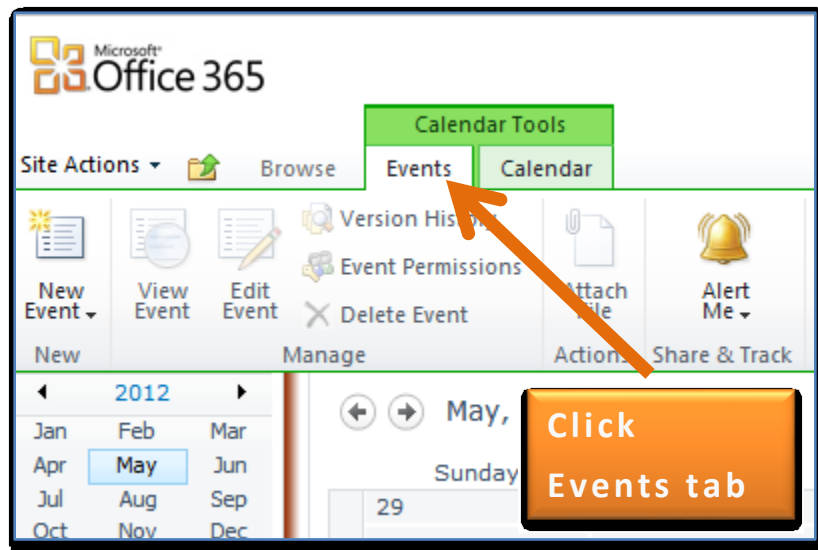 Microsoft®
Office 365
Calendar Tools
Site Actions Browse Events Calendar
New Event
View Event
Edit Event
Version History
Event Permissions
Delete Event
Attach File
Alert Me
New Manage Actions Share & Track
2012
Jan Feb Mar
Apr May Jun
Jul Aug Sep
Oct Nov Dec
May,
Sunday
29
Click
Events tab